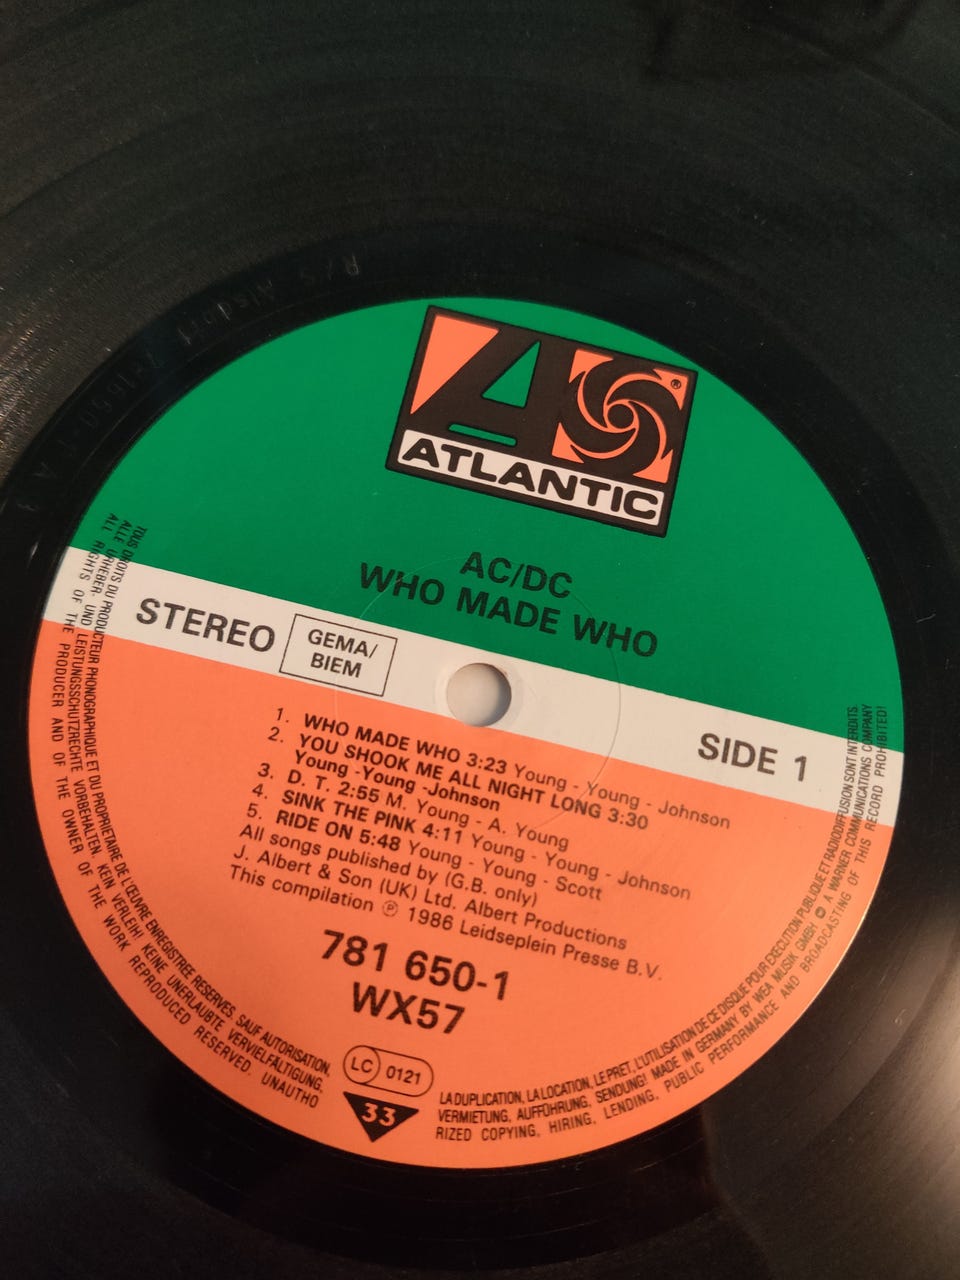 R/S Alsdorf
ATLANTIC
®
AC/DC
WHO MADE WHO
STEREO
GEMA/
BIEM
SIDE 1
1. WHO MADE WHO 3:23 Young - Young - Johnson
2. YOU SHOOK ME ALL NIGHT LONG 3:30
Young -Young -Johnson
3. D. T. 2:55 M. Young - A. Young
4. SINK THE PINK 4:11 Young - Young - Johnson
5. RIDE ON 5:48 Young - Young - Scott
All songs published by (G.B. only)
J. Albert & Son (UK) Ltd. Albert Productions
This compilation ℗ 1986 Leidseplein Presse B.V.
781 650-1
WX57
LC 0121
33
TOUS DROITS DU PRODUCTEUR PHONOGRAPHIQUE ET DU PROPRIETAIRE DE L'ŒUVRE ENREGISTREE RESERVES. SAUF AUTORISATION, LA DUPLICATION, LA LOCATION, LE PRET, L'UTILISATION DE CE DISQUE POUR EXECUTION PUBLIQUE ET RADIODIFFUSION SONT INTERDITS.
ALLE URHEBER- UND LEISTUNGSSCHUTZRECHTE VORBEHALTEN. KEIN VERLEIH! KEINE UNERLAUBTE VERVIELFÄLTIGUNG, VERMIETUNG, AUFFÜHRUNG, SENDUNG! MADE IN GERMANY BY WEA MUSIK GMBH A WARNER COMMUNICATIONS COMPANY
ALL RIGHTS OF THE PRODUCER AND OF THE OWNER OF THE WORK REPRODUCED RESERVED. UNAUTHORIZED COPYING, HIRING, LENDING, PUBLIC PERFORMANCE AND BROADCASTING OF THIS RECORD PROHIBITED!